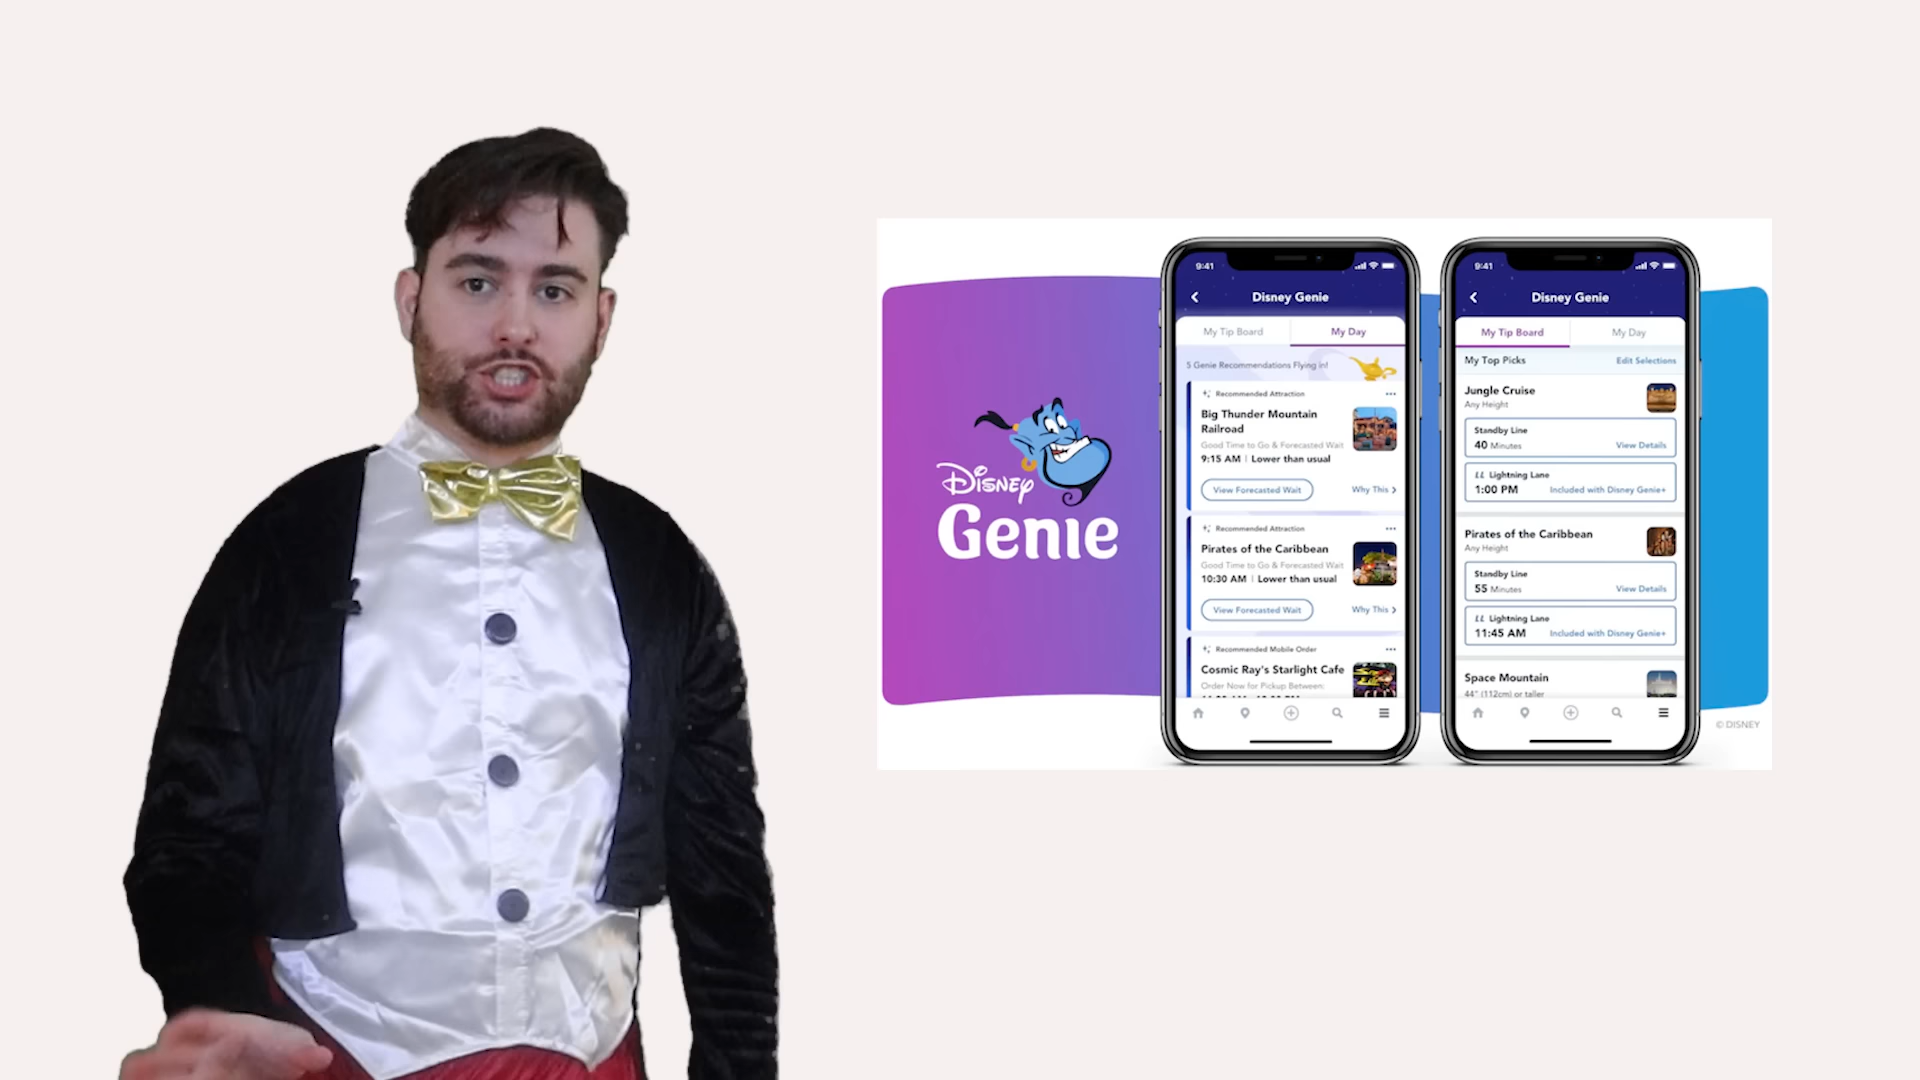 Disney
Genie
9:41
Disney Genie
My Tip Board
My Day
5 Genie Recommendations Flying in!
Recommended Attraction
Big Thunder Mountain
Railroad
Good Time to Go & Forecasted Wait
9:15 AM | Lower than usual
View Forecasted Wait
Why This >
Recommended Attraction
Pirates of the Caribbean
Good Time to Go & Forecasted Wait
10:30 AM | Lower than usual
View Forecasted Wait
Why This >
Recommended Mobile Order
Cosmic Ray's Starlight Cafe
Order Now for Pickup Between:
9:41
Disney Genie
My Tip Board
My Day
My Top Picks
Edit Selections
Jungle Cruise
Any Height
Standby Line
40 Minutes
View Details
LL Lightning Lane
1:00 PM
Included with Disney Genie+
Pirates of the Caribbean
Any Height
Standby Line
55 Minutes
View Details
LL Lightning Lane
11:45 AM
Included with Disney Genie+
Space Mountain
44" (112cm) or taller
© DISNEY